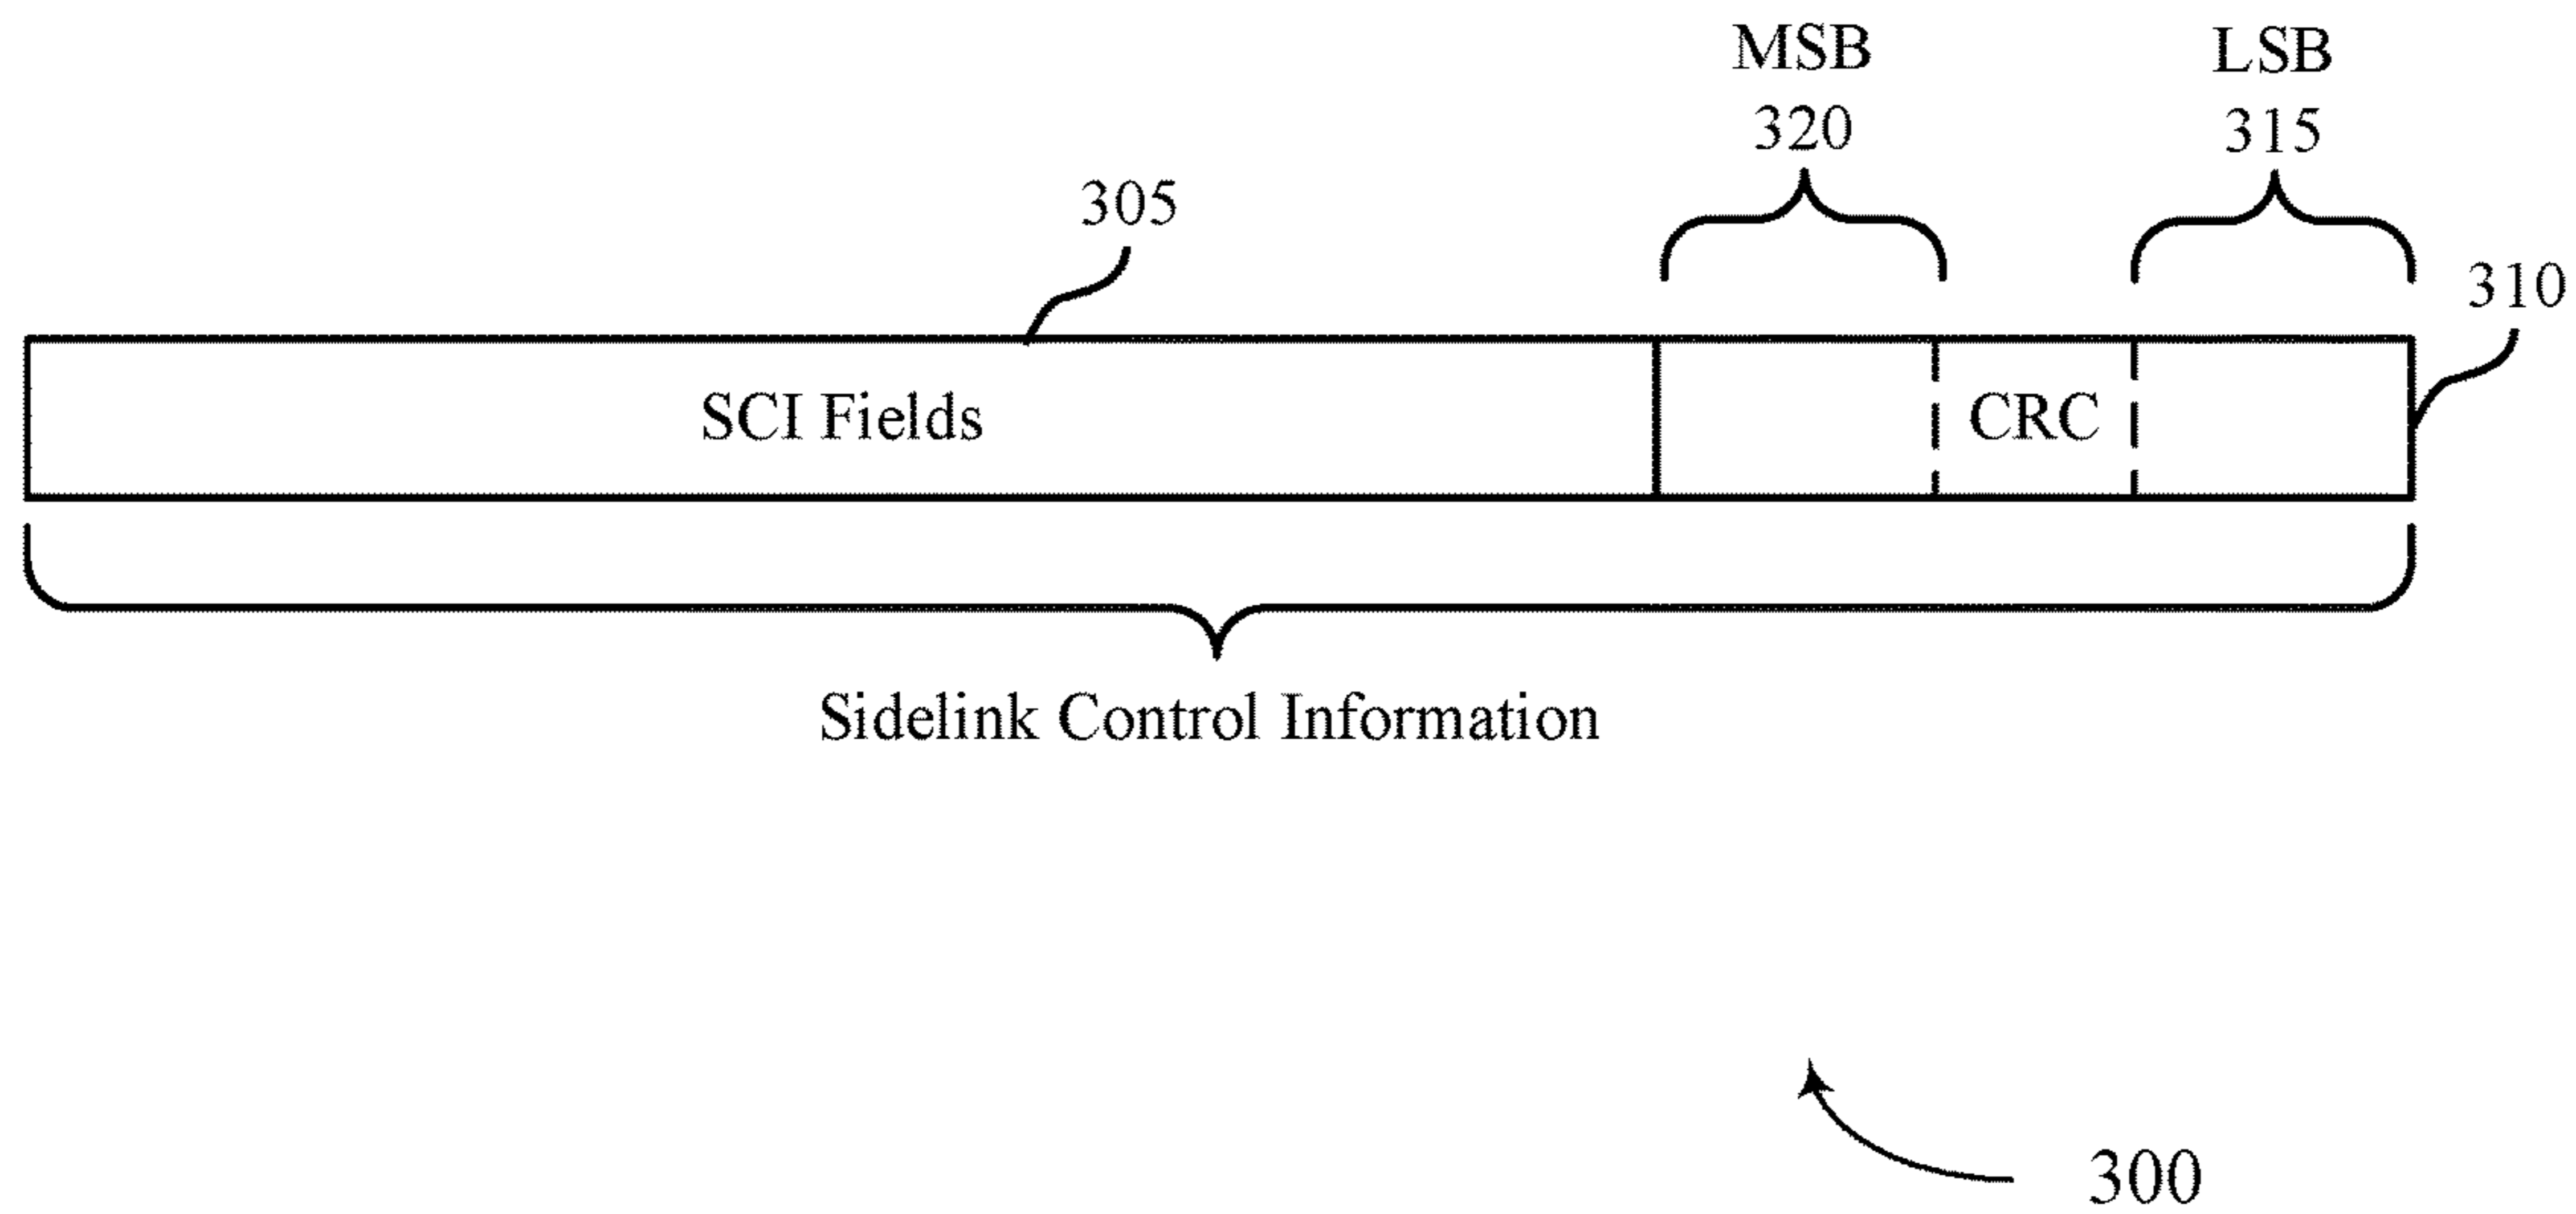 MSB
320
LSB
315
305
310
SCI Fields
CRC
Sidelink Control Information
300